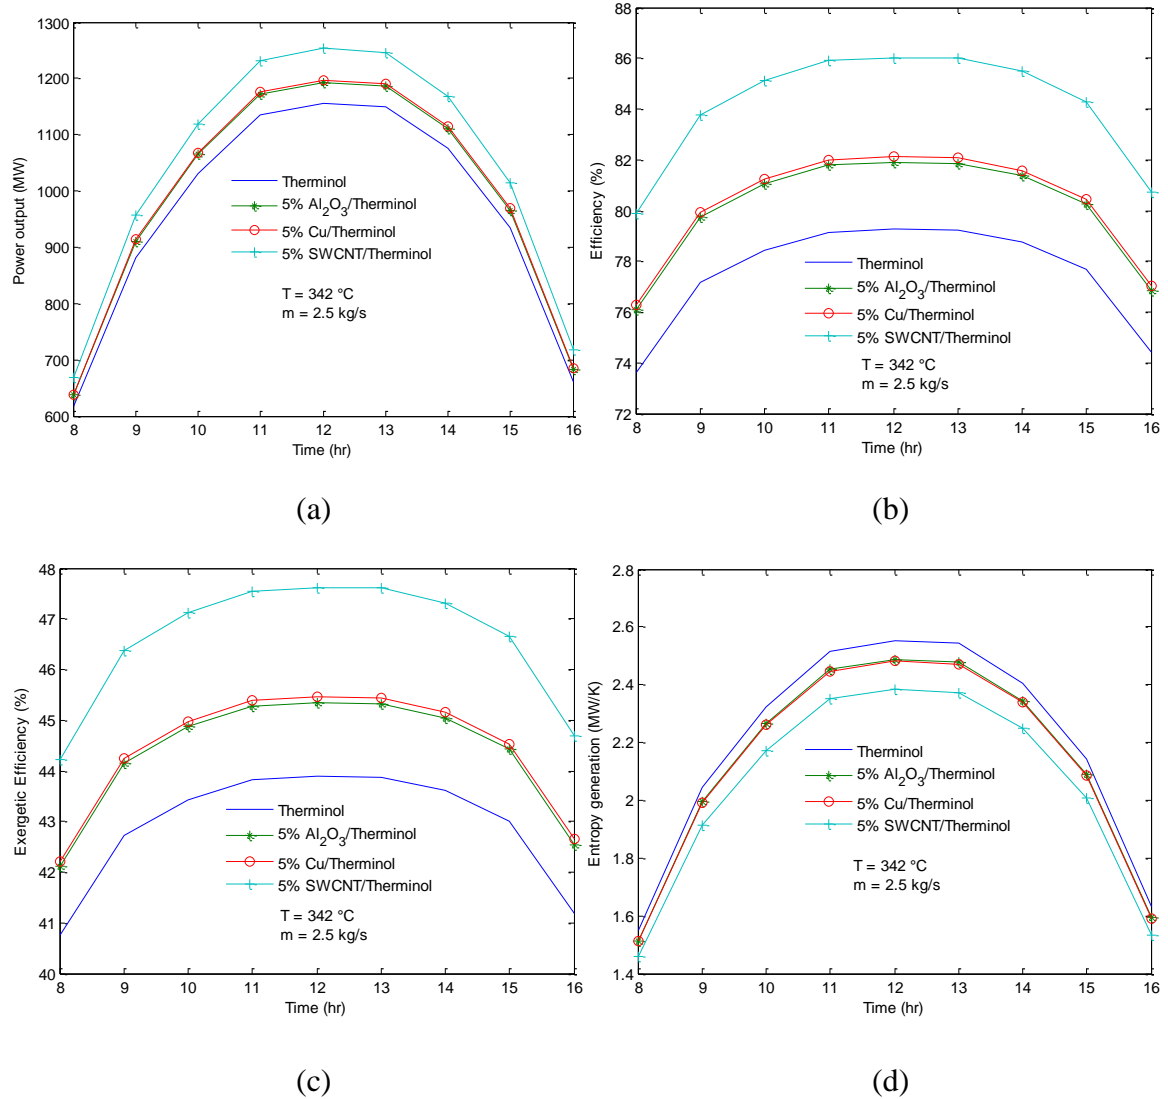 1300
1200
1100
1000
900
800
700
600
Power output (MW)
Therminol
5% Al2O3/Therminol
5% Cu/Therminol
5% SWCNT/Therminol
T = 342 °C
m = 2.5 kg/s
8 9 10 11 12 13 14 15 16
Time (hr)
(a)
88
86
84
82
80
78
76
74
72
Efficiency (%)
Therminol
5% Al2O3/Therminol
5% Cu/Therminol
5% SWCNT/Therminol
T = 342 °C
m = 2.5 kg/s
8 9 10 11 12 13 14 15 16
Time (hr)
(b)
48
47
46
45
44
43
42
41
40
Exergetic Efficiency (%)
Therminol
5% Al2O3/Therminol
5% Cu/Therminol
5% SWCNT/Therminol
T = 342 °C
m = 2.5 kg/s
8 9 10 11 12 13 14 15 16
Time (hr)
(c)
2.8
2.6
2.4
2.2
2
1.8
1.6
1.4
Entropy generation (MW/K)
Therminol
5% Al2O3/Therminol
5% Cu/Therminol
5% SWCNT/Therminol
T = 342 °C
m = 2.5 kg/s
8 9 10 11 12 13 14 15 16
Time (hr)
(d)